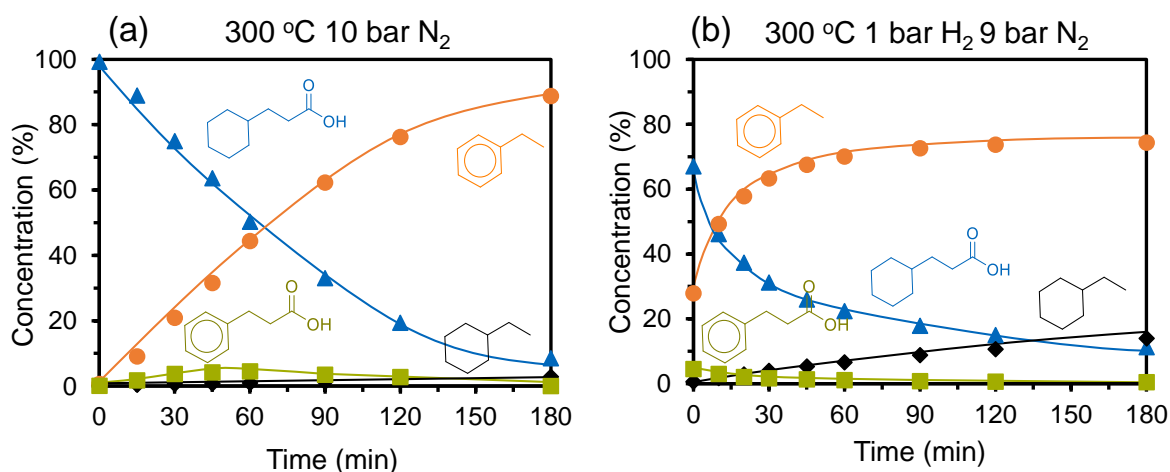 (a) 300 °C 10 bar N₂
Concentration (%)
100
80
60
40
20
0
O
OH
O
OH
0 30 60 90 120 180
Time (min)
(b) 300 °C 1 bar H₂ 9 bar N₂
Concentration (%)
100
80
60
40
20
0
O
OH
O
OH
0 30 60 90 120 180
Time (min)